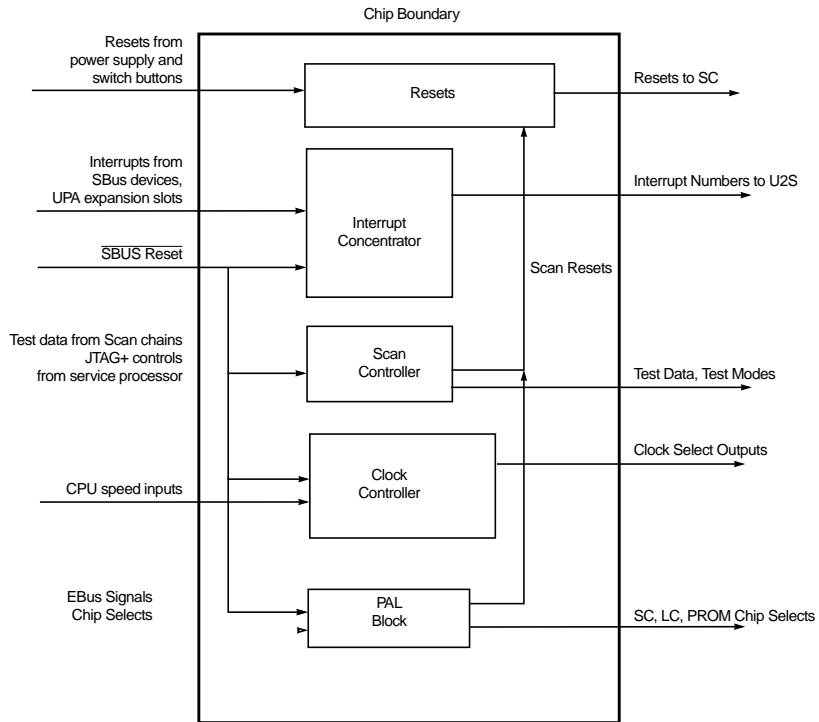 Chip Boundary
Resets from
power supply and
switch buttons
Resets
Resets to SC
Interrupts from
SBus devices,
UPA expansion slots
Interrupt
Concentrator
Interrupt Numbers to U2S
SBUS Reset
Scan Resets
Test data from Scan chains
JTAG+ controls
from service processor
Scan
Controller
Test Data, Test Modes
Clock
Controller
Clock Select Outputs
CPU speed inputs
EBus Signals
Chip Selects
PAL
Block
SC, LC, PROM Chip Selects